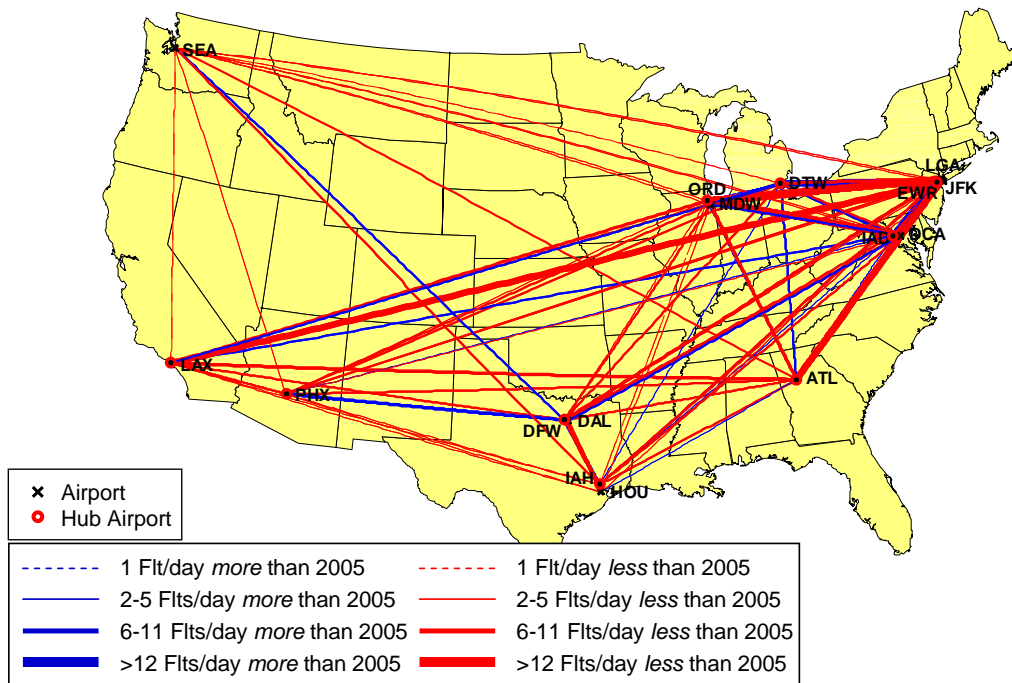 SEA
LGA
ORD
DTW
MDW
EWR
JFK
IAD
DCA
LAX
PHX
ATL
DAL
DFW
IAH
HOU
Airport
Hub Airport
1 Flt/day more than 2005
1 Flt/day less than 2005
2-5 Flts/day more than 2005
2-5 Flts/day less than 2005
6-11 Flts/day more than 2005
6-11 Flts/day less than 2005
>12 Flts/day more than 2005
>12 Flts/day less than 2005